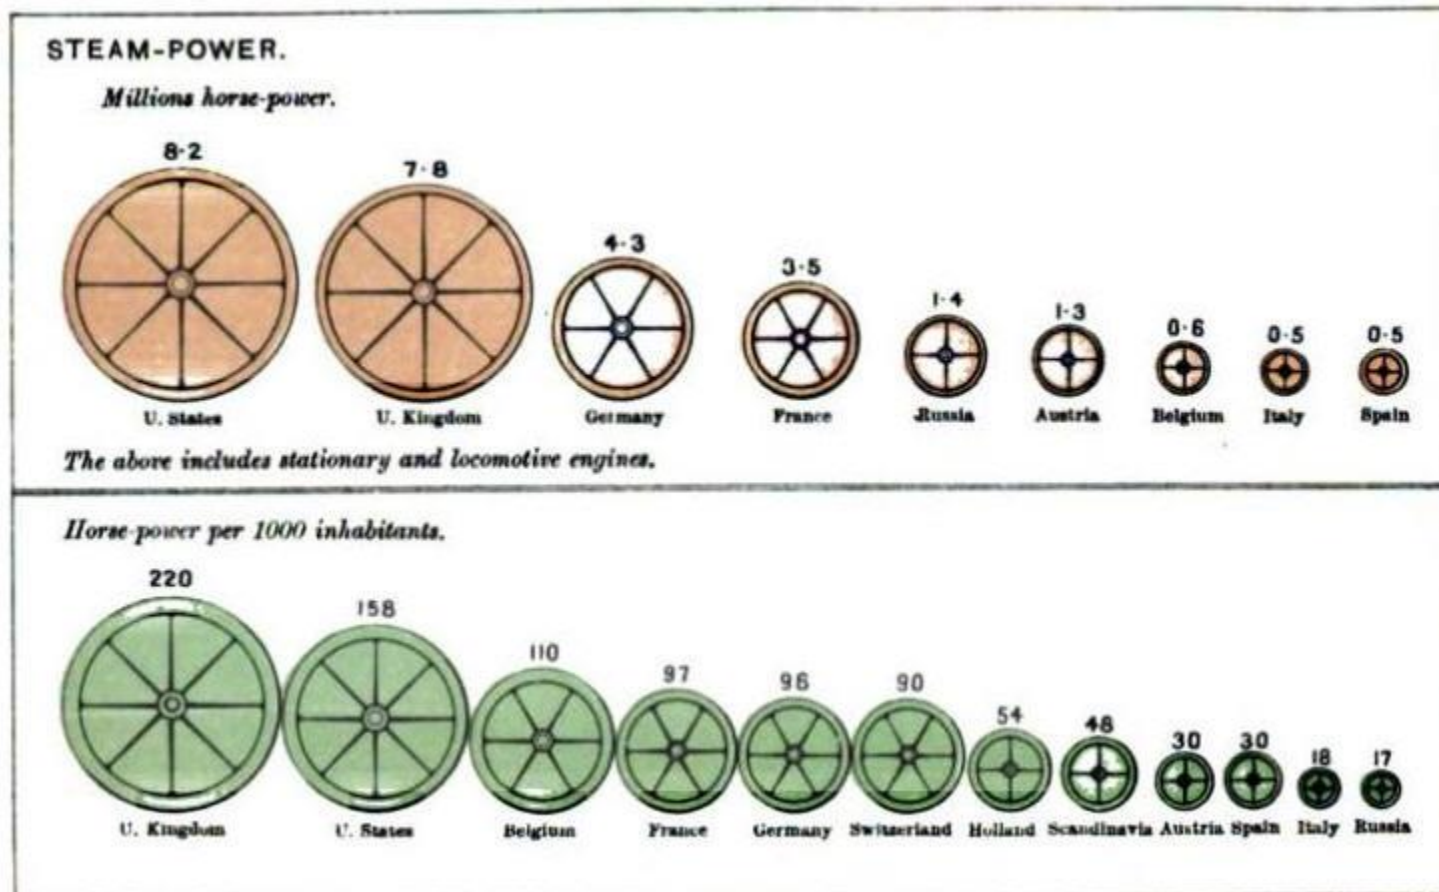 STEAM-POWER.
Millions horse-power.
8·2 7·8 4·3 3·5 1·4 1·3 0·6 0·5 0·5
U. States U. Kingdom Germany France Russia Austria Belgium Italy Spain
The above includes stationary and locomotive engines.
Horse-power per 1000 inhabitants.
220 158 110 97 96 90 54 48 30 30 18 17
U. Kingdom U. States Belgium France Germany Switzerland Holland Scandinavia Austria Spain Italy Russia